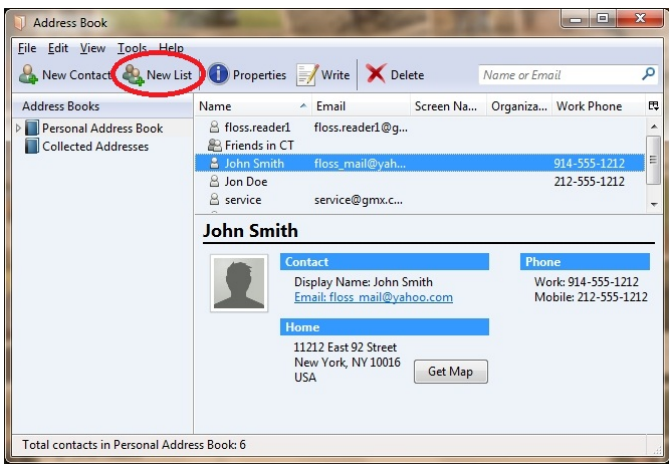 Address Book
File Edit View Tools Help
New Contact New List Properties Write Delete Name or Email
Address Books Name Email Screen Na... Organiza... Work Phone
Personal Address Book floss.reader1 floss.reader1@g...
Collected Addresses Friends in CT
John Smith floss_mail@yah... 914-555-1212
Jon Doe 212-555-1212
service service@gmx.c...
John Smith
Contact Phone
Display Name: John Smith Work: 914-555-1212
Email: floss_mail@yahoo.com Mobile: 212-555-1212
Home
11212 East 92 Street
New York, NY 10016
USA
Get Map
Total contacts in Personal Address Book: 6